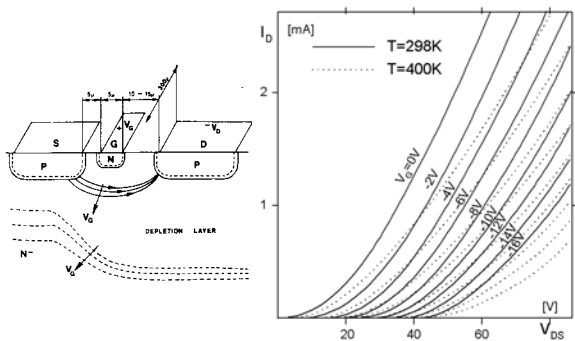 5μ 5μ 10 - 15μ 200μ
S + V_G G -V_D D
P N P
V_G
DEPLETION LAYER
N⁻
V_G
I_D [mA]
T=298K
T=400K
2
V_G=0V
-2V
-4V
-6V
-8V
-10V
-12V
-14V
-16V
1
20 40 60 [V]
V_DS